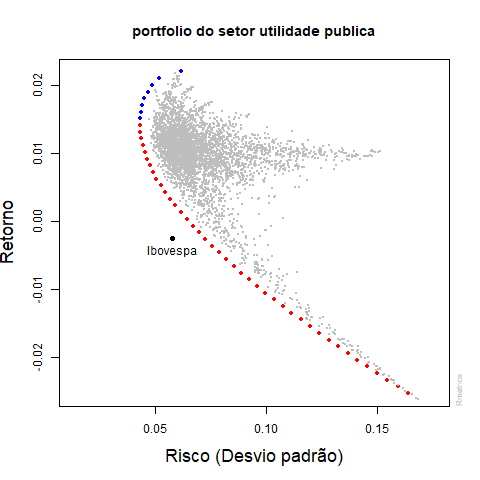 portfolio do setor utilidade publica
Retorno
0.02
0.01
0.00
-0.01
-0.02
Ibovespa
0.05
0.10
0.15
Risco (Desvio padrão)
Rmetrics